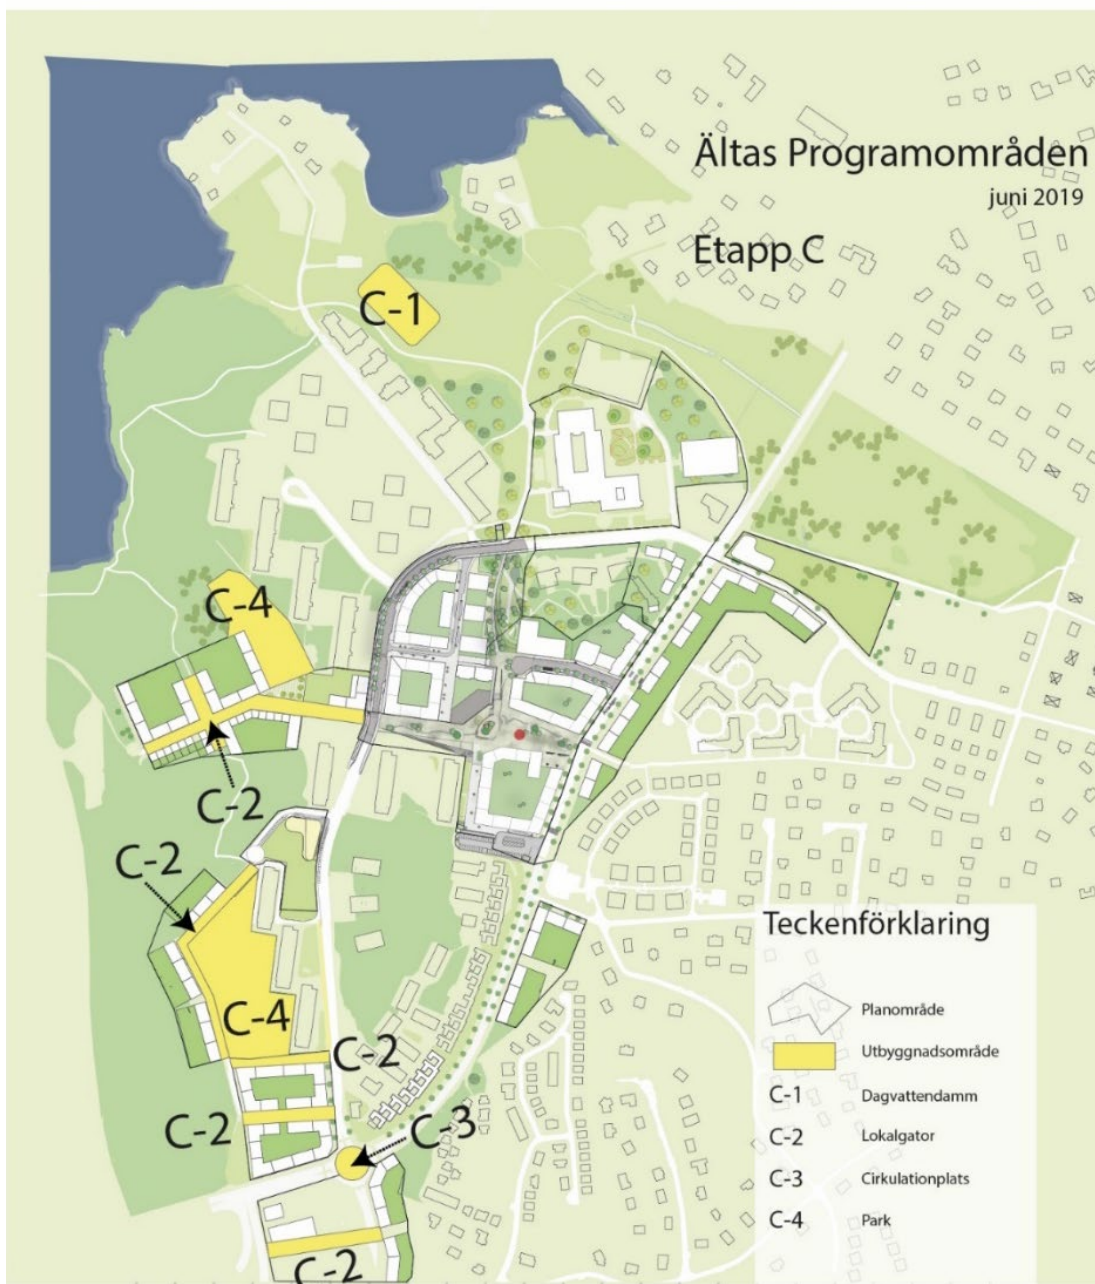 Ältas Programområden
juni 2019
Etapp C
C-1
C-4
C-2
C-2
C-4
C-2
C-2
C-3
C-2
Teckenförklaring
Planområde
Utbyggnadsområde
C-1 Dagvattendamm
C-2 Lokalgator
C-3 Cirkulationplats
C-4 Park